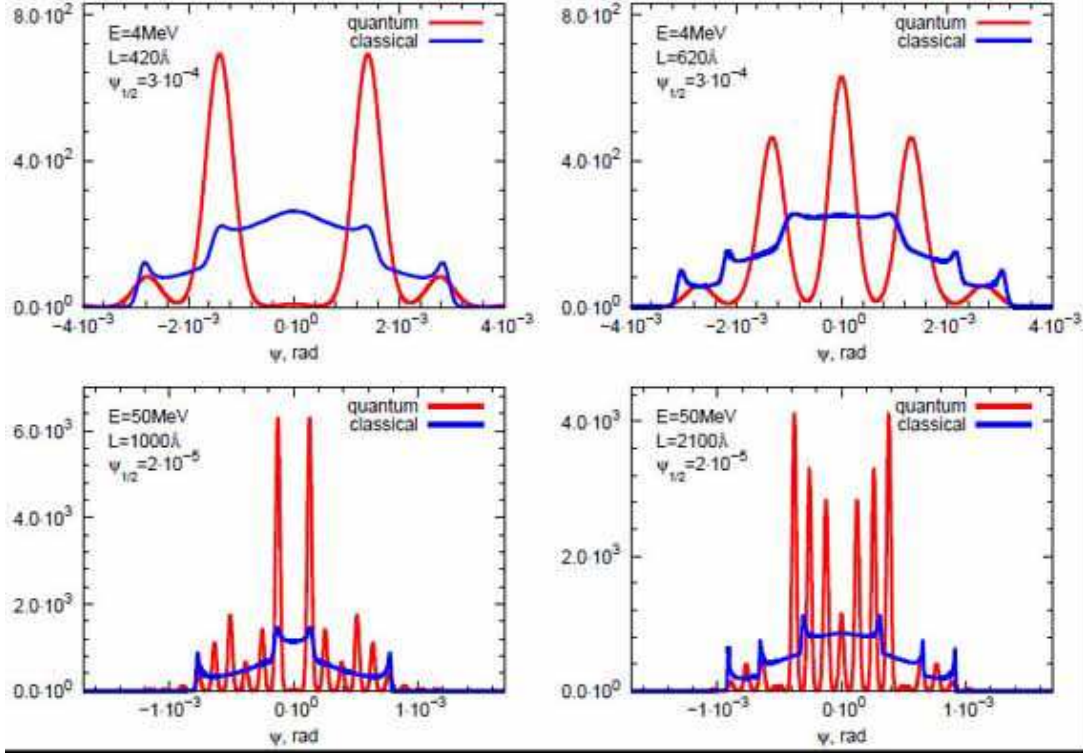 8.0·10²
4.0·10²
0.0·10⁰
E=4MeV
L=420Å
ψ₁/₂=3·10⁻⁴
quantum
classical
−4·10⁻³ −2·10⁻³ 0·10⁰ 2·10⁻³ 4·10⁻³
ψ, rad
8.0·10²
4.0·10²
0.0·10⁰
E=4MeV
L=620Å
ψ₁/₂=3·10⁻⁴
quantum
classical
−4·10⁻³ −2·10⁻³ 0·10⁰ 2·10⁻³ 4·10⁻³
ψ, rad
6.0·10³
4.0·10³
2.0·10³
0.0·10⁰
E=50MeV
L=1000Å
ψ₁/₂=2·10⁻⁵
quantum
classical
−1·10⁻³ 0·10⁰ 1·10⁻³
ψ, rad
4.0·10³
2.0·10³
0.0·10⁰
E=50MeV
L=2100Å
ψ₁/₂=2·10⁻⁵
quantum
classical
−1·10⁻³ 0·10⁰ 1·10⁻³
ψ, rad